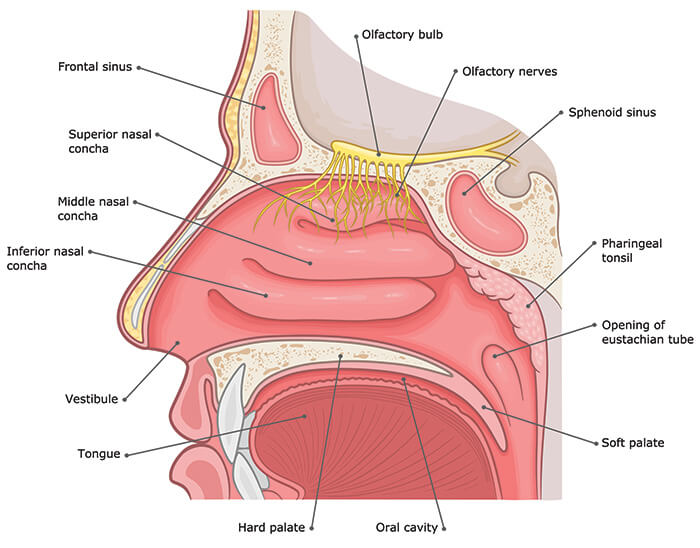 Olfactory bulb
Frontal sinus
Olfactory nerves
Sphenoid sinus
Superior nasal
concha
Middle nasal
concha
Inferior nasal
concha
Pharingeal
tonsil
Opening of
eustachian tube
Vestibule
Tongue
Soft palate
Hard palate
Oral cavity